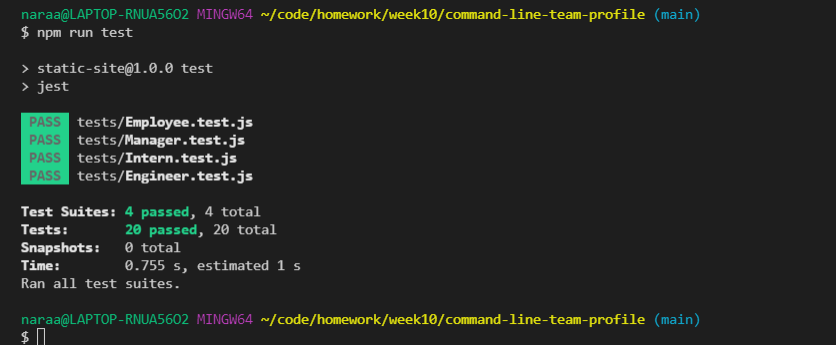 naraa@LAPTOP-RNUA56O2 MINGW64 ~/code/homework/week10/command-line-team-profile (main)
$ npm run test
> static-site@1.0.0 test
> jest
PASS tests/Employee.test.js
PASS tests/Manager.test.js
PASS tests/Intern.test.js
PASS tests/Engineer.test.js
Test Suites: 4 passed, 4 total
Tests: 20 passed, 20 total
Snapshots: 0 total
Time: 0.755 s, estimated 1 s
Ran all test suites.
naraa@LAPTOP-RNUA56O2 MINGW64 ~/code/homework/week10/command-line-team-profile (main)
$